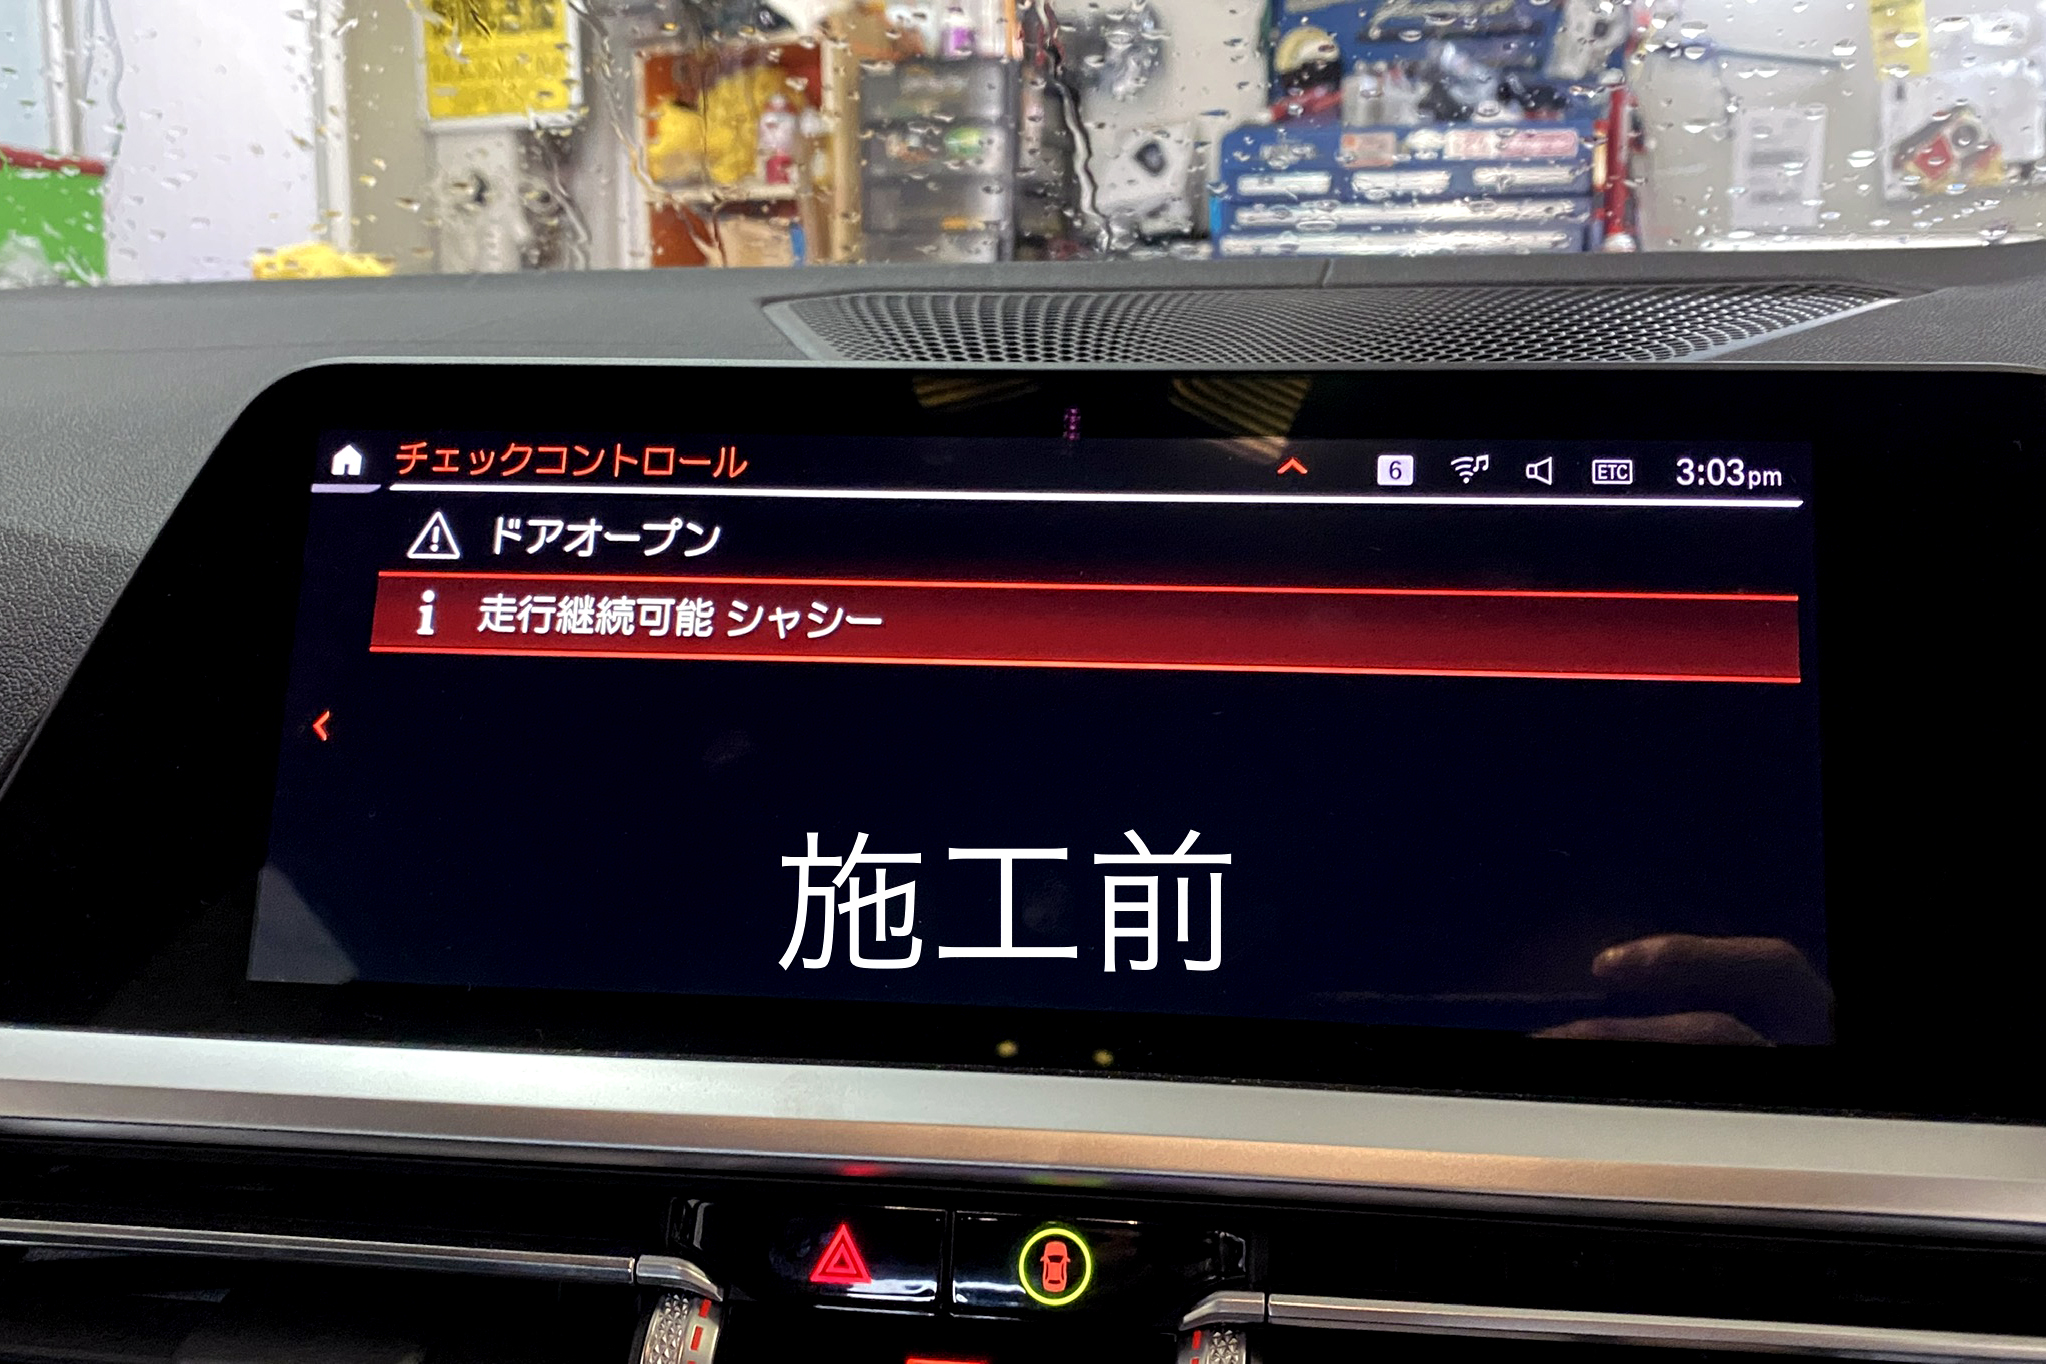 チェックコントロール
6
ETC
3:03pm
ドアオープン
走行継続可能 シャシー
施工前